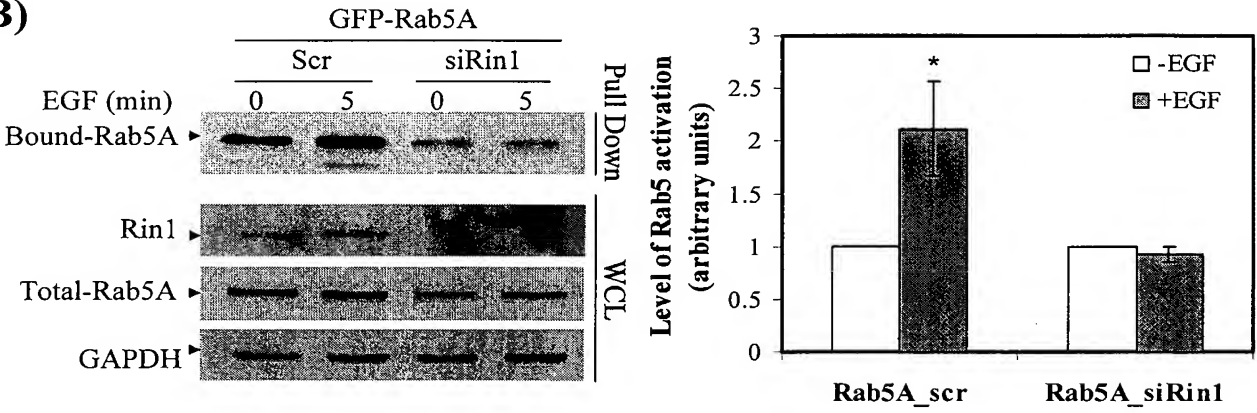 B)
GFP-Rab5A
Scr siRin1
EGF (min) 0 5 0 5
Bound-Rab5A
Pull Down
Rin1
Total-Rab5A
GAPDH
WCL
3
2.5
2
1.5
1
0.5
0
Level of Rab5 activation
(arbitrary units)
*
-EGF
+EGF
Rab5A_scr Rab5A_siRin1